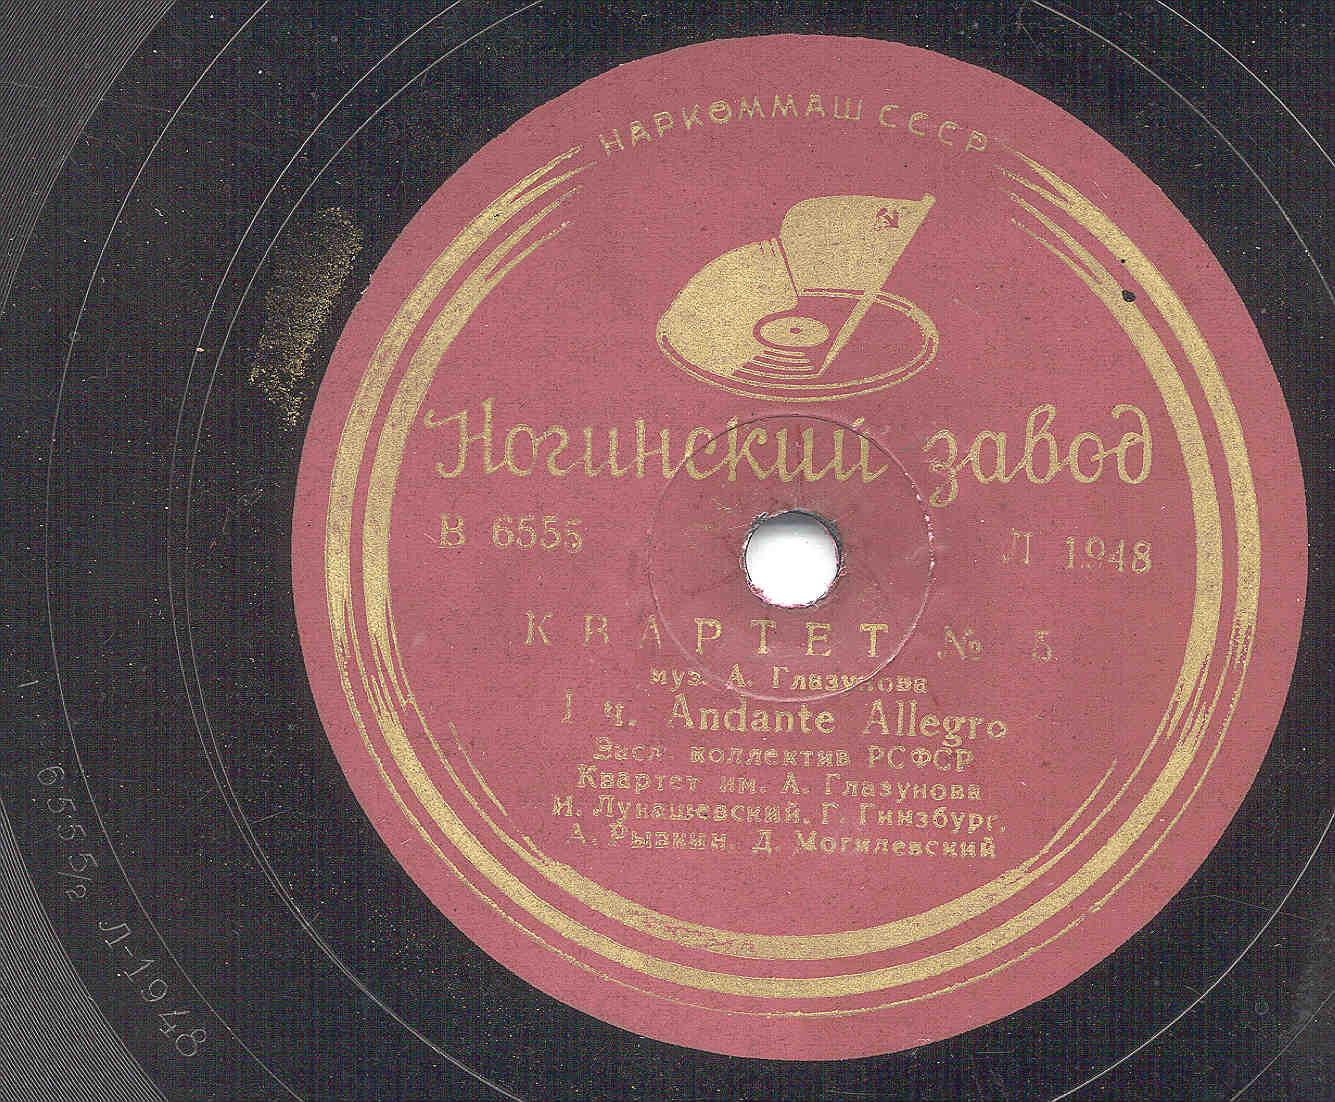 НАРКОММАШ СССР
Ногинский завод
В 6555 Л 1948
КВАРТЕТ № 5
муз. А. Глазунова
I ч. Andante Allegro
Засл. коллектив РСФСР
Квартет им. А. Глазунова
И. Лукашевский, Г. Гинзбург,
А. Рывкин, Д. Могилевский
6555/2 Л-1948